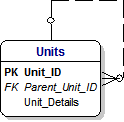 Units
PK Unit_ID
FK Parent_Unit_ID
Unit_Details